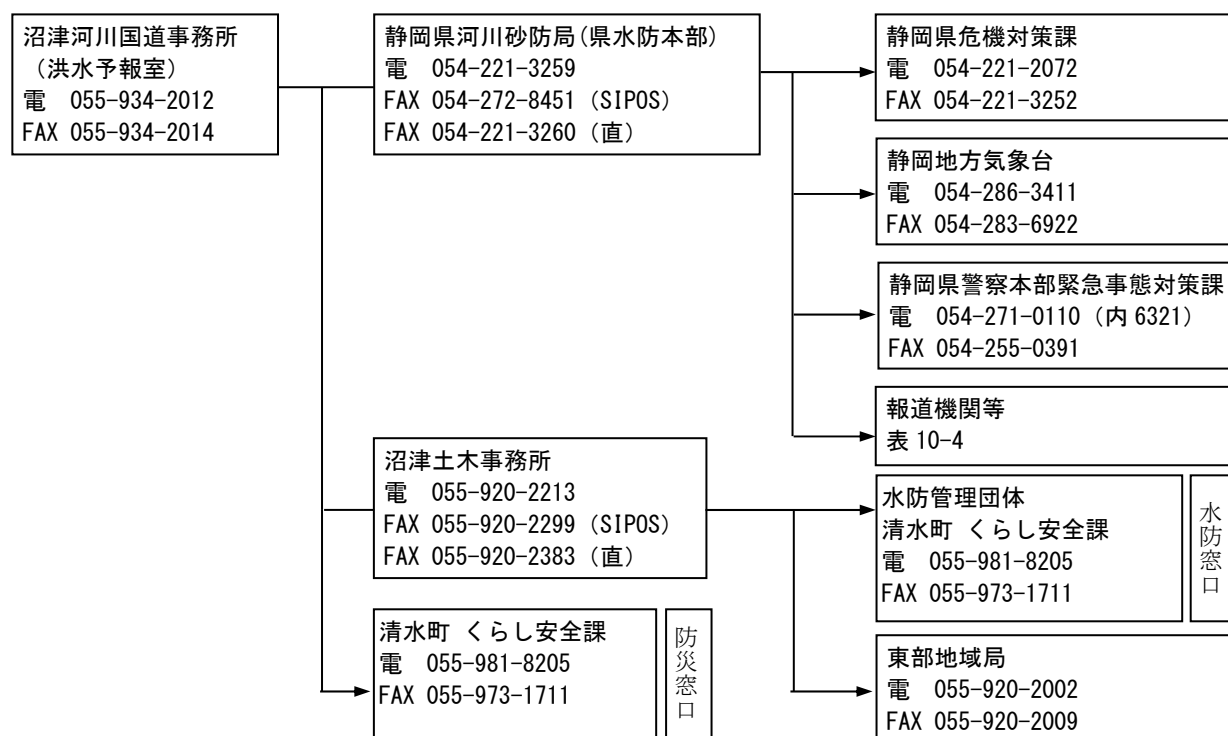 沼津河川国道事務所
（洪水予報室）
電 055-934-2012
FAX 055-934-2014
静岡県河川砂防局(県水防本部)
電 054-221-3259
FAX 054-272-8451 (SIPOS)
FAX 054-221-3260 (直)
静岡県危機対策課
電 054-221-2072
FAX 054-221-3252
静岡地方気象台
電 054-286-3411
FAX 054-283-6922
静岡県警察本部緊急事態対策課
電 054-271-0110 (内 6321)
FAX 054-255-0391
報道機関等
表 10-4
沼津土木事務所
電 055-920-2213
FAX 055-920-2299 (SIPOS)
FAX 055-920-2383 (直)
水防管理団体
清水町 くらし安全課
電 055-981-8205
FAX 055-973-1711
水防窓口
清水町 くらし安全課
電 055-981-8205
FAX 055-973-1711
防災窓口
東部地域局
電 055-920-2002
FAX 055-920-2009